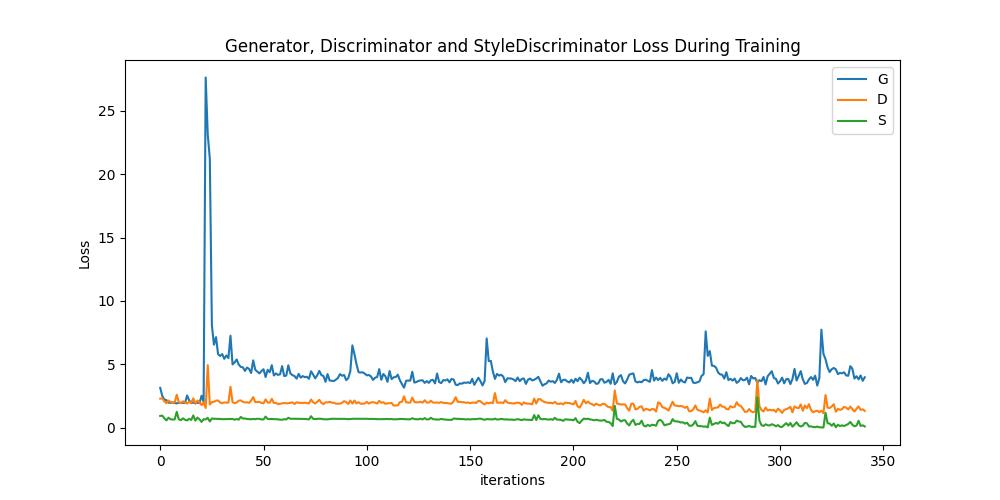 Generator, Discriminator and StyleDiscriminator Loss During Training
G
D
S
Loss
25
20
15
10
5
0
0 50 100 150 200 250 300 350
iterations